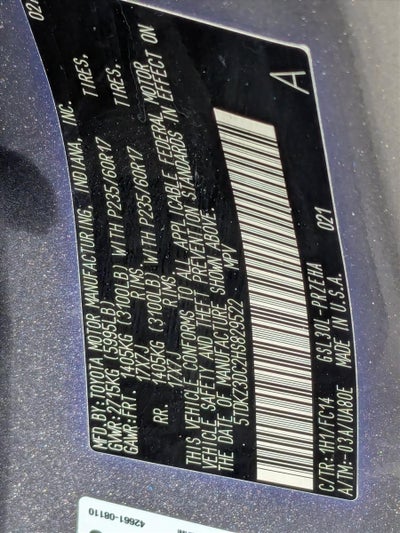 02
MFD BY: TOYOTA MOTOR MANUFACTURING, INDIANA, INC.
GVWR: 2715KG (5995LB)
GAWR: FRT. 1405KG (3100LB) WITH P235/60R17 TIRES,
17X7J RIMS
RR. 1405KG (3100LB) WITH P235/60R17 TIRES,
17X7J RIMS
THIS VEHICLE CONFORMS TO ALL APPLICABLE FEDERAL MOTOR
VEHICLE SAFETY AND THEFT PREVENTION STANDARDS IN EFFECT ON
THE DATE OF MANUFACTURE SHOWN ABOVE.
5TDKZ3DC2HS829522 MPV
A
C/TR: 1H1/FC14 GSL30L-PRZEHA 021
A/TM: -03A/UA80E MADE IN U.S.A.
42661-08110